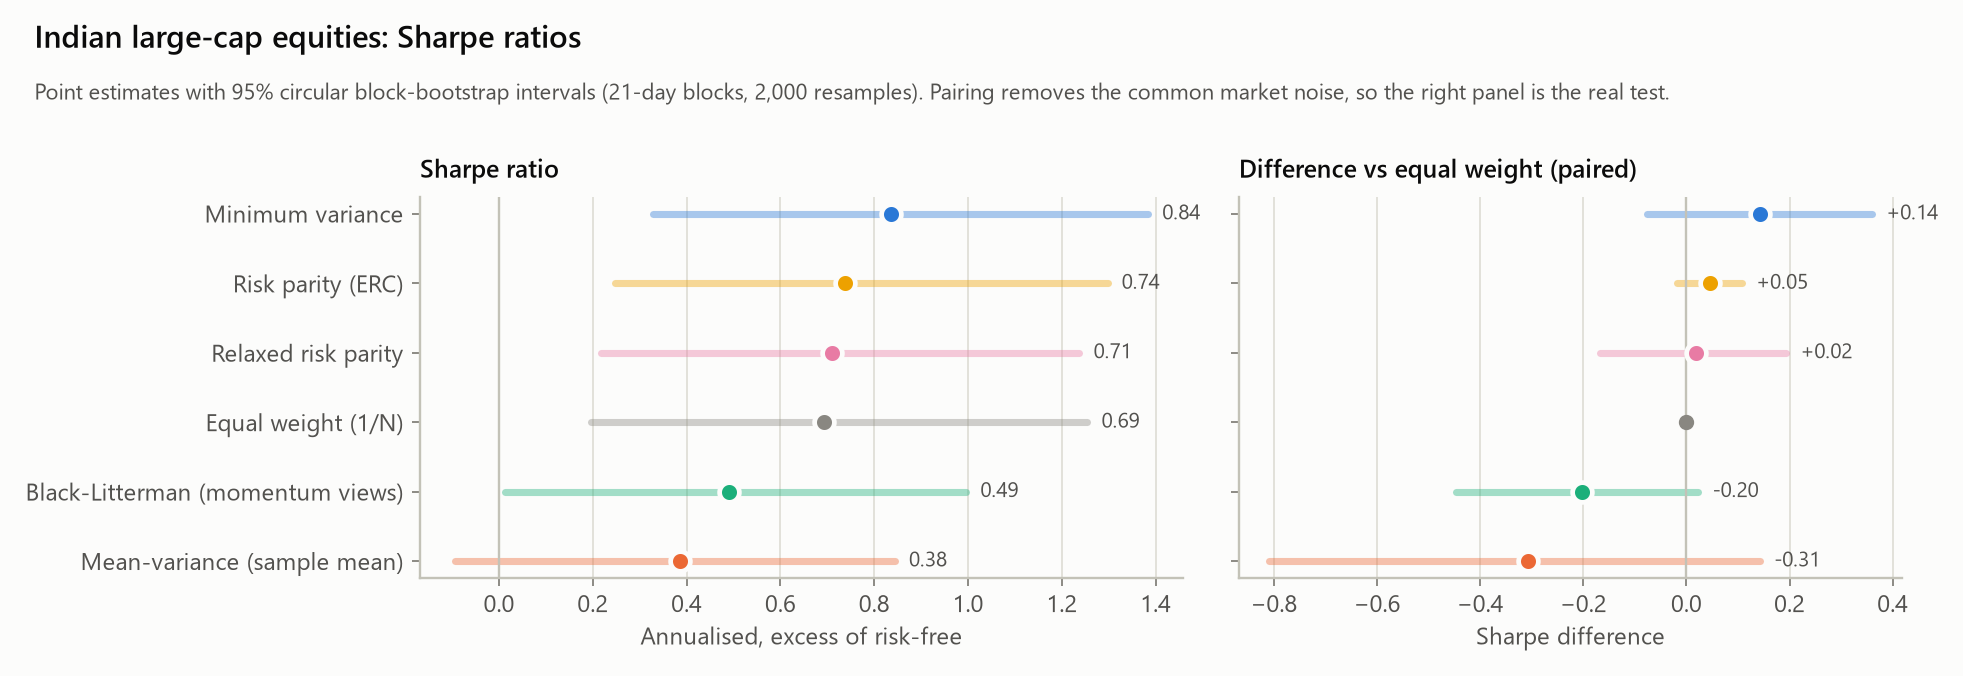 Indian large-cap equities: Sharpe ratios
Point estimates with 95% circular block-bootstrap intervals (21-day blocks, 2,000 resamples). Pairing removes the common market noise, so the right panel is the real test.
Sharpe ratio
Minimum variance
0.84
Risk parity (ERC)
0.74
Relaxed risk parity
0.71
Equal weight (1/N)
0.69
Black-Litterman (momentum views)
0.49
Mean-variance (sample mean)
0.38
0.0 0.2 0.4 0.6 0.8 1.0 1.2 1.4
Annualised, excess of risk-free
Difference vs equal weight (paired)
+0.14
+0.05
+0.02
-0.20
-0.31
−0.8 −0.6 −0.4 −0.2 0.0 0.2 0.4
Sharpe difference